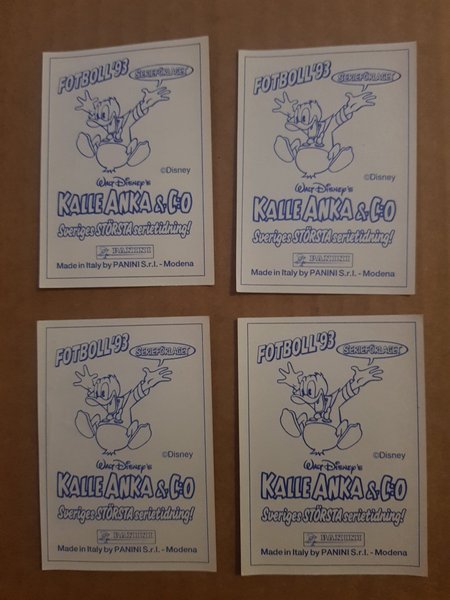 FOTBOLL'93
SERIEFÖRLAGET
©Disney
WALT DISNEY'S
KALLE ANKA & C:O
Sveriges STÖRSTA serietidning!
PANINI
Made in Italy by PANINI S.r.l. - Modena
FOTBOLL'93
SERIEFÖRLAGET
©Disney
WALT DISNEY'S
KALLE ANKA & C:O
Sveriges STÖRSTA serietidning!
PANINI
Made in Italy by PANINI S.r.l. - Modena
FOTBOLL'93
SERIEFÖRLAGET
©Disney
WALT DISNEY'S
KALLE ANKA & C:O
Sveriges STÖRSTA serietidning!
PANINI
Made in Italy by PANINI S.r.l. - Modena
FOTBOLL'93
SERIEFÖRLAGET
©Disney
WALT DISNEY'S
KALLE ANKA & C:O
Sveriges STÖRSTA serietidning!
PANINI
Made in Italy by PANINI S.r.l. - Modena